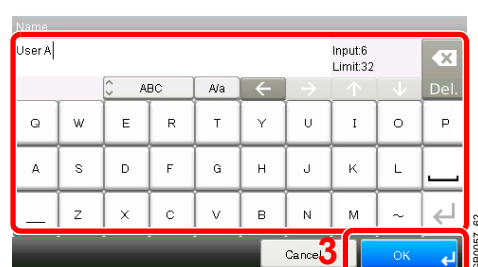 Name
User A
Input:6
Limit:32
ABC A/a ← → ↑ ↓ Del.
Q W E R T Y U I O P
A S D F G H J K L
_ Z X C V B N M ~
Cancel 3 OK